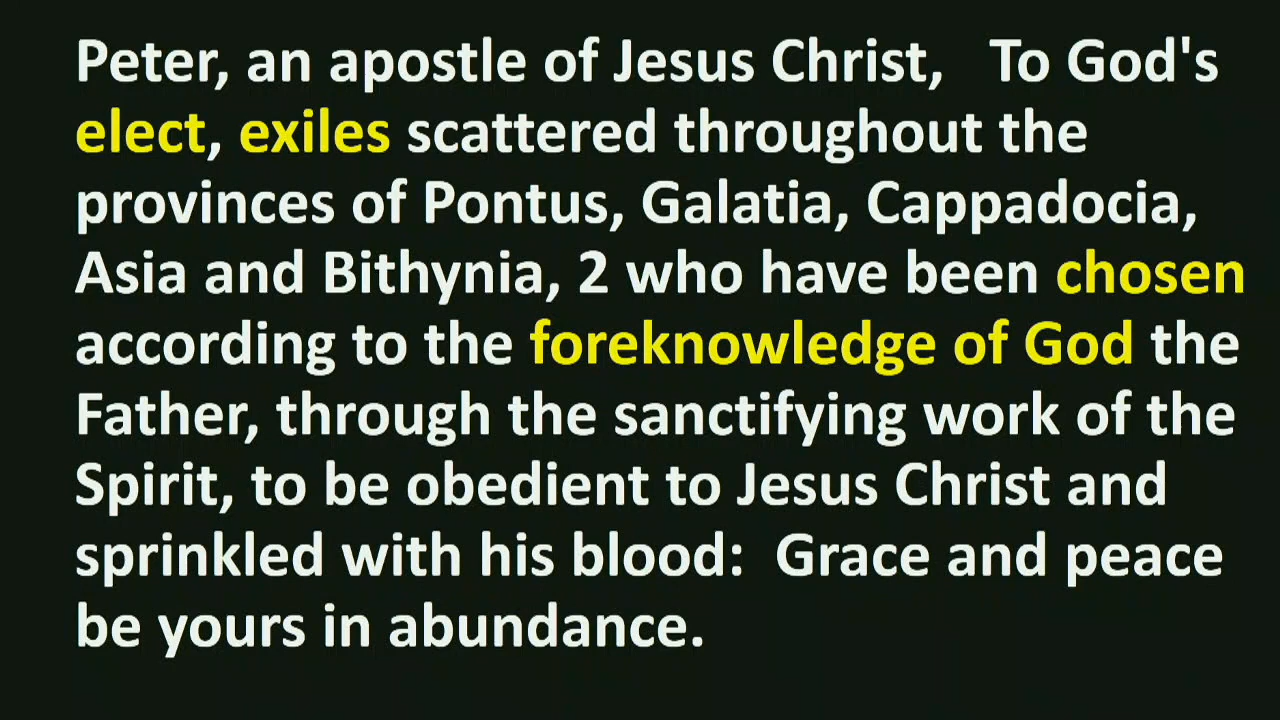 Peter, an apostle of Jesus Christ,   To God's
elect, exiles scattered throughout the
provinces of Pontus, Galatia, Cappadocia,
Asia and Bithynia, 2 who have been chosen
according to the foreknowledge of God the
Father, through the sanctifying work of the
Spirit, to be obedient to Jesus Christ and
sprinkled with his blood:  Grace and peace
be yours in abundance.